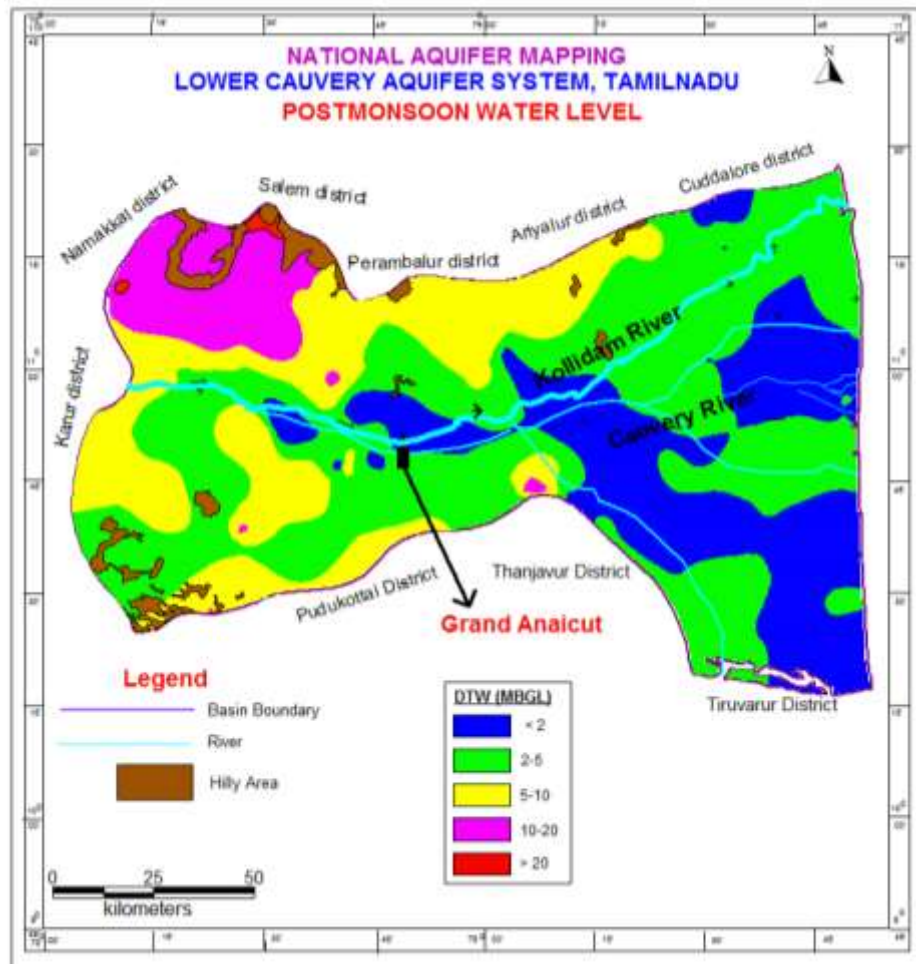 NATIONAL AQUIFER MAPPING
LOWER CAUVERY AQUIFER SYSTEM, TAMILNADU
POSTMONSOON WATER LEVEL
N
Cuddalore district
Salem district
Namakkal district
Ariyalur district
Perambalur district
Kollidam River
Karur district
Cauvery River
Thanjavur District
Pudukottai District
Grand Anaicut
Legend
Basin Boundary
River
Hilly Area
Tiruvarur District
DTW (MBGL)
< 2
2-5
5-10
10-20
> 20
0 25 50
kilometers